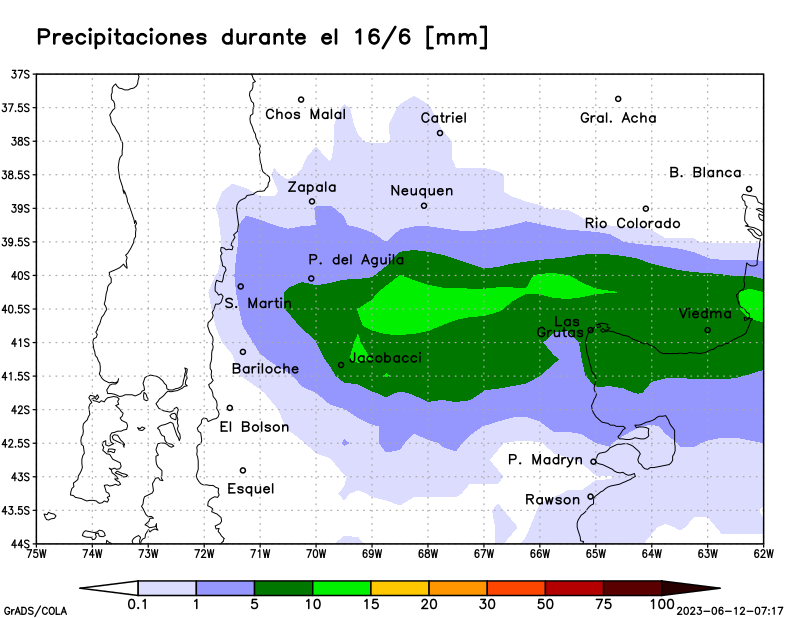 Precipitaciones durante el 16/6 [mm]
37S
37.5S
Chos Malal
Catriel
Gral. Acha
38S
38.5S
B. Blanca
Zapala
Neuquen
39S
Rio Colorado
39.5S
P. del Aguila
40S
S. Martin
40.5S
Las
Grutas
Viedma
41S
Jacobacci
Bariloche
41.5S
42S
El Bolson
42.5S
P. Madryn
43S
Esquel
Rawson
43.5S
44S
75W 74W 73W 72W 71W 70W 69W 68W 67W 66W 65W 64W 63W 62W
0.1 1 5 10 15 20 30 50 75 100
GrADS/COLA
2023-06-12-07:17